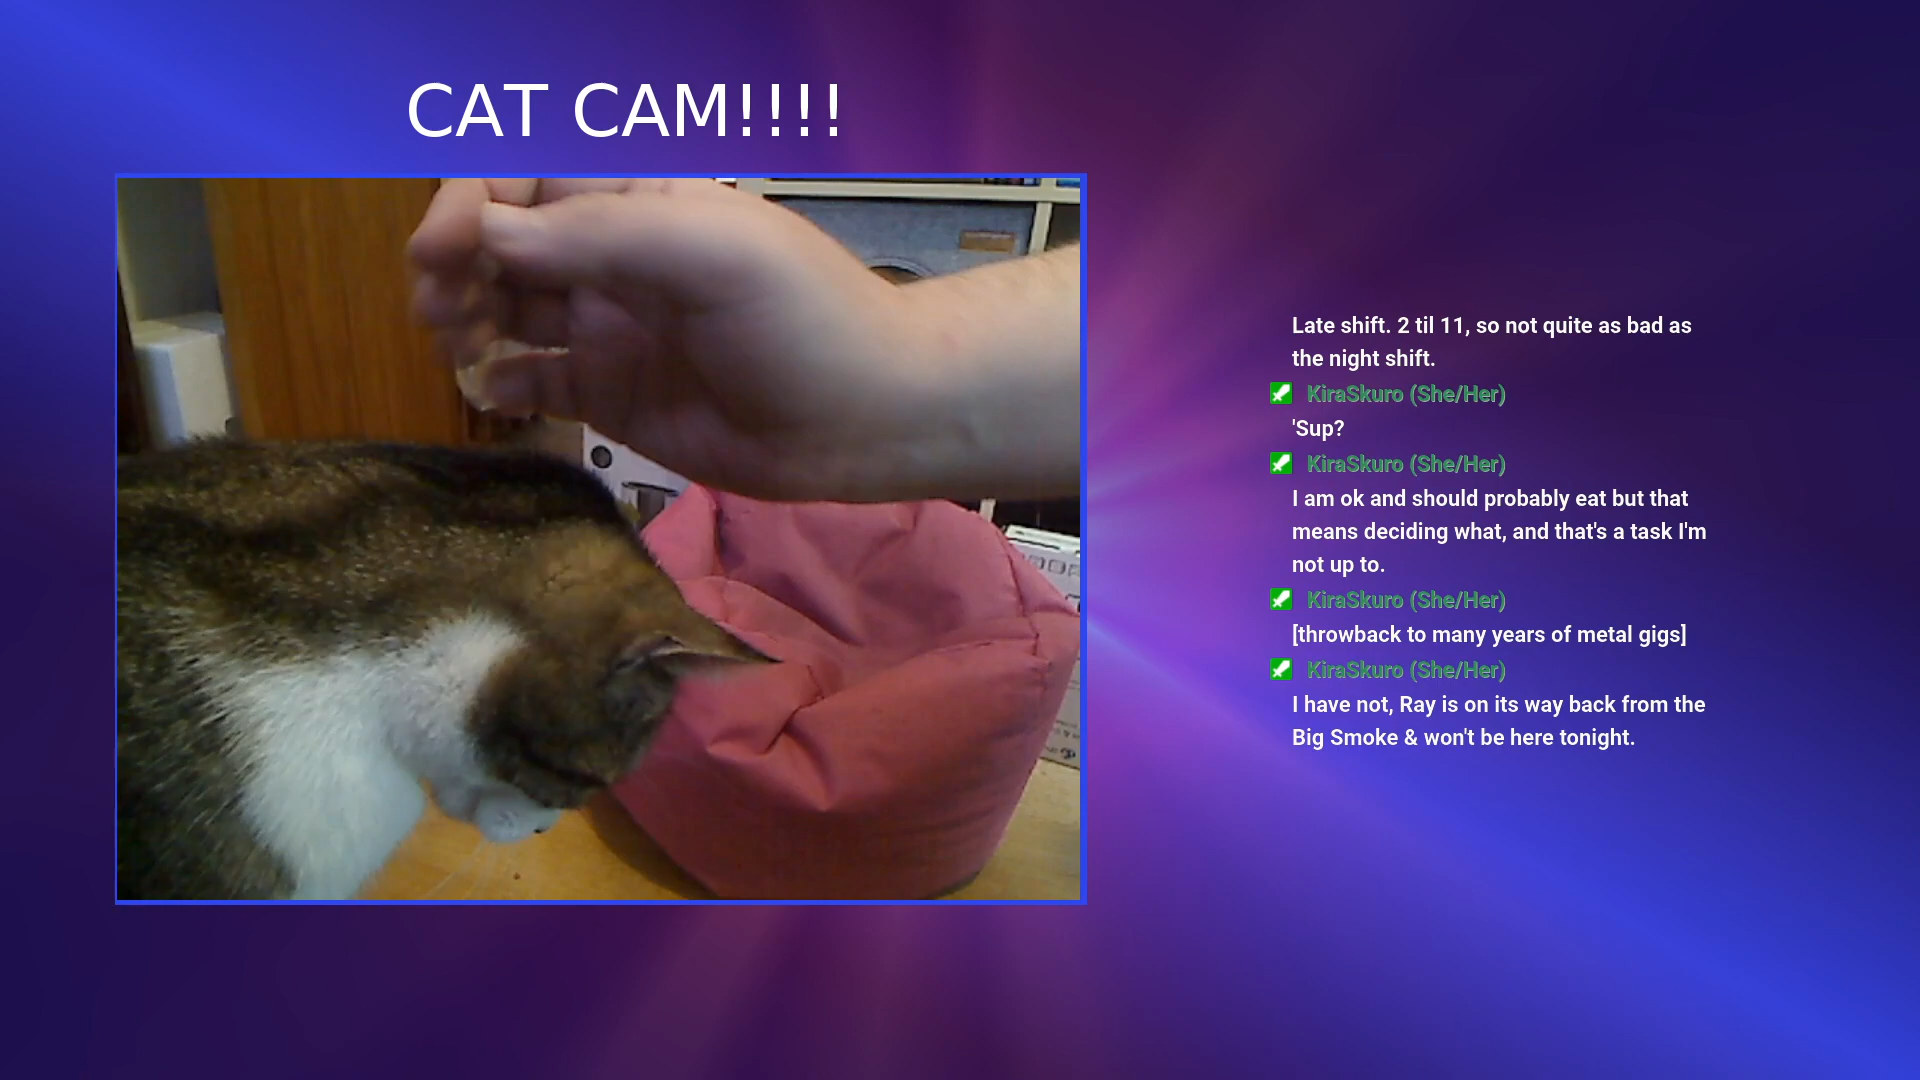 CAT CAM!!!!
Late shift. 2 til 11, so not quite as bad as
the night shift.
KiraSkuro (She/Her)
'Sup?
KiraSkuro (She/Her)
I am ok and should probably eat but that
means deciding what, and that's a task I'm
not up to.
KiraSkuro (She/Her)
[throwback to many years of metal gigs]
KiraSkuro (She/Her)
I have not, Ray is on its way back from the
Big Smoke & won't be here tonight.